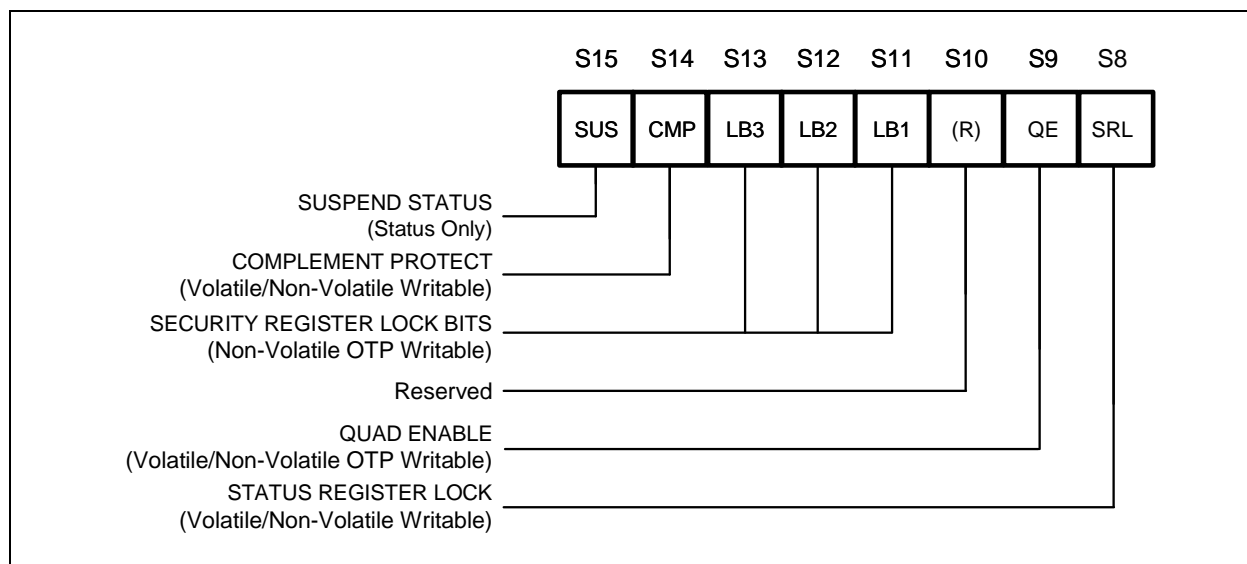 S15 S14 S13 S12 S11 S10 S9 S8
SUS CMP LB3 LB2 LB1 (R) QE SRL
SUSPEND STATUS
(Status Only)
COMPLEMENT PROTECT
(Volatile/Non-Volatile Writable)
SECURITY REGISTER LOCK BITS
(Non-Volatile OTP Writable)
Reserved
QUAD ENABLE
(Volatile/Non-Volatile OTP Writable)
STATUS REGISTER LOCK
(Volatile/Non-Volatile Writable)